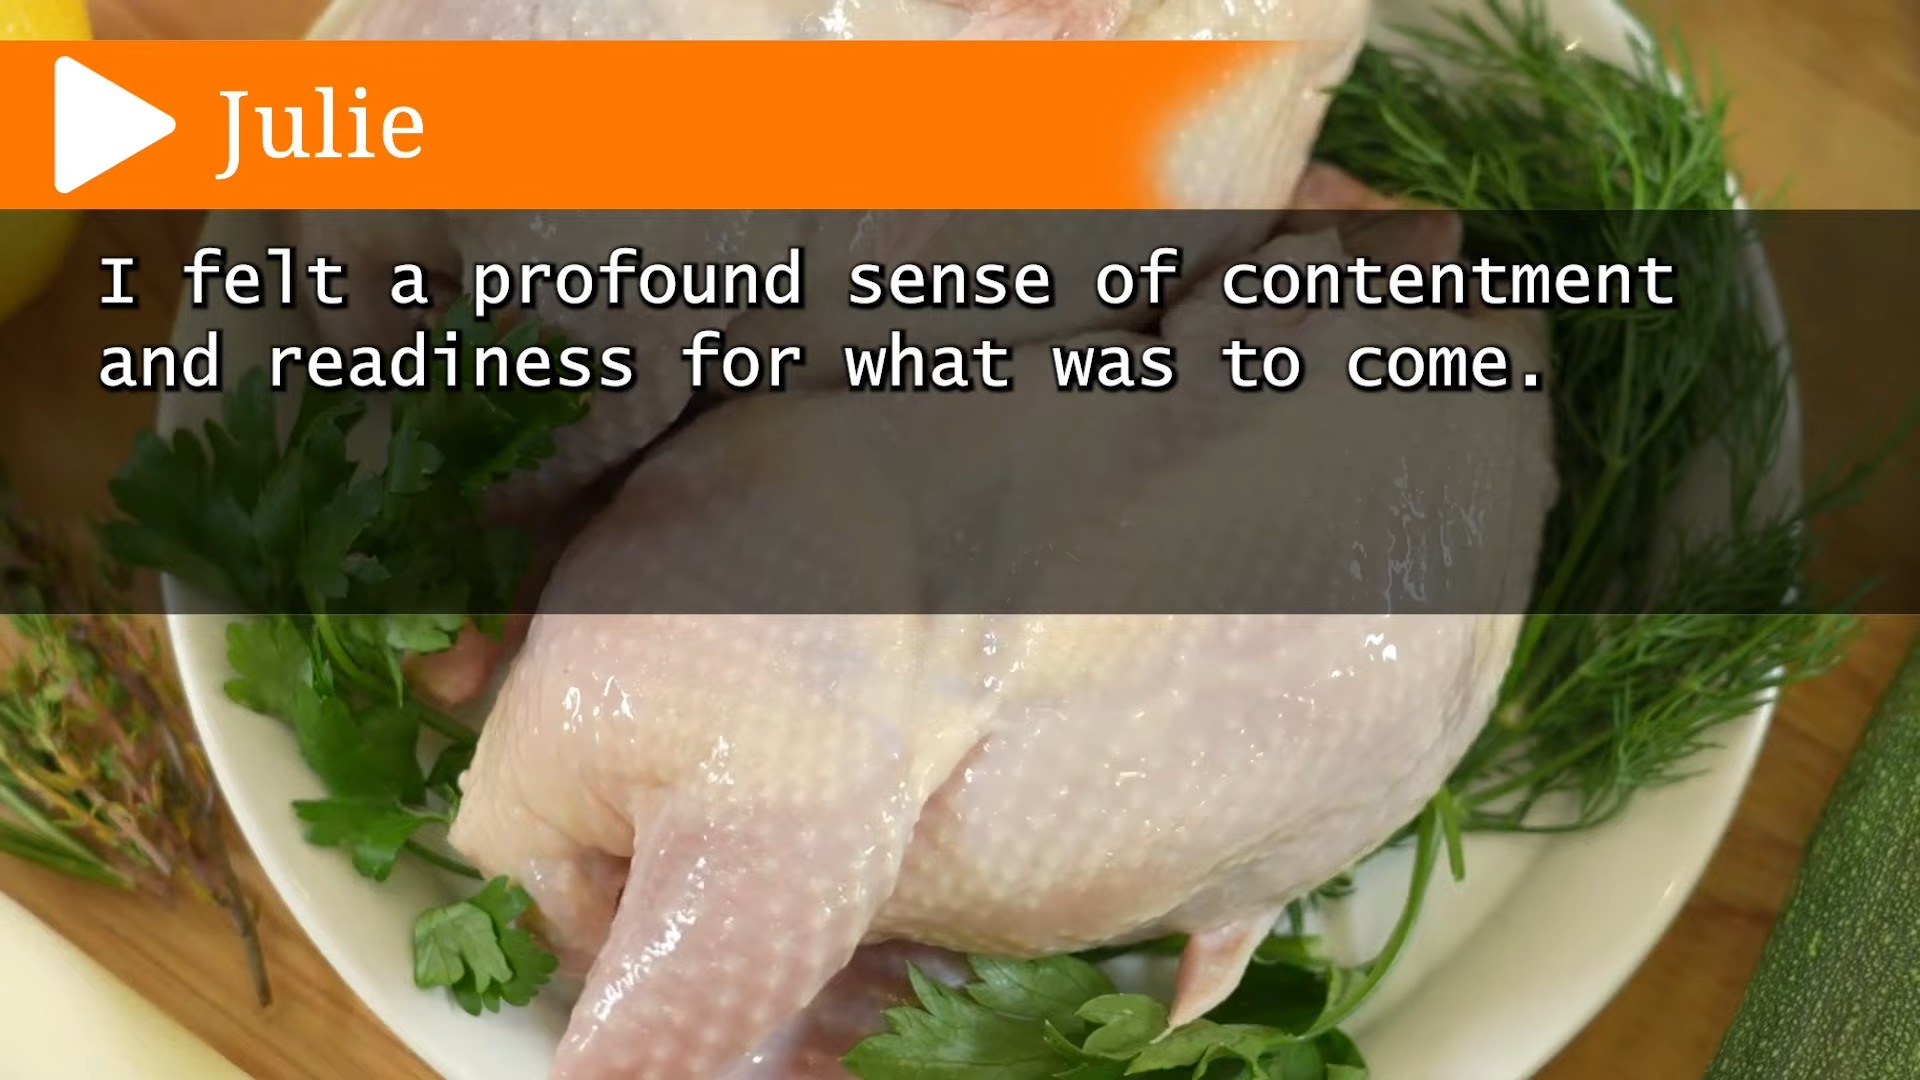 Julie
I felt a profound sense of contentment
and readiness for what was to come.